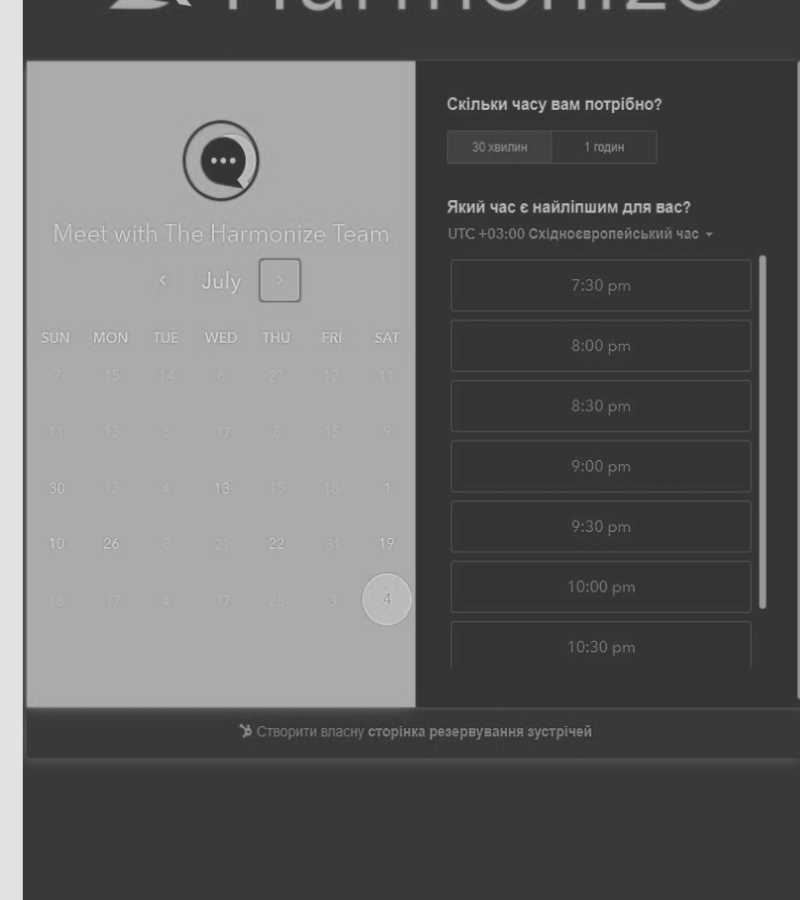 Harmonize
Meet with The Harmonize Team
July
SUN MON TUE WED THU FRI SAT
7 15 14 6 27 12 11
11 13 6 17 8 15 9
30 13 4 13 15 18 1
10 26 8 21 22 31 19
18 17 4 17 28 3 4
Скільки часу вам потрібно?
30 хвилин 1 годин
Який час є найліпшим для вас?
UTC +03:00 Східноєвропейський час
7:30 pm
8:00 pm
8:30 pm
9:00 pm
9:30 pm
10:00 pm
10:30 pm
Створити власну сторінка резервування зустрічей